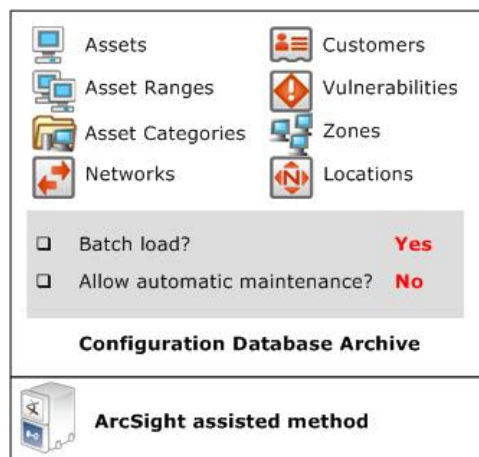 Assets Customers
Asset Ranges Vulnerabilities
Asset Categories Zones
Networks N Locations
Batch load? Yes
Allow automatic maintenance? No
Configuration Database Archive
ArcSight assisted method